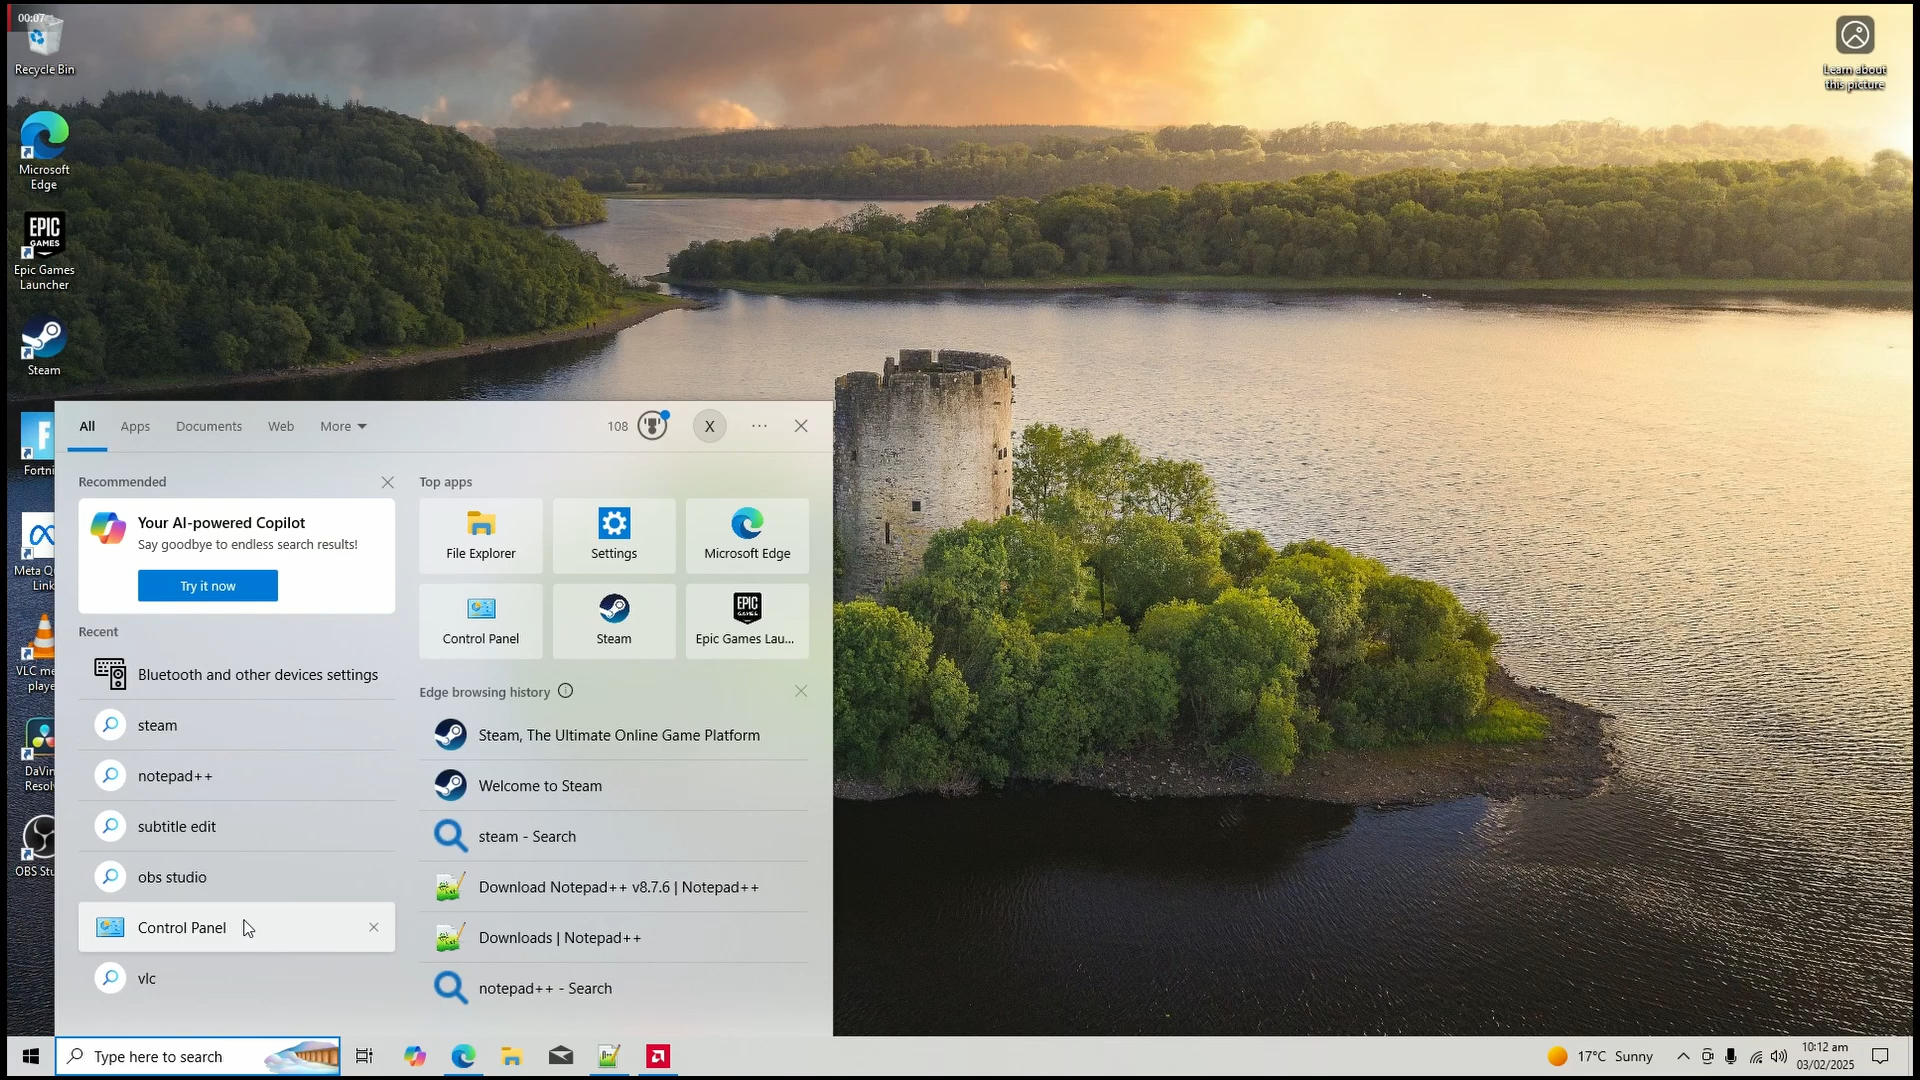 00:07
Recycle Bin
Learn about
this picture
Microsoft
Edge
EPIC
GAMES
Epic Games
Launcher
Steam
Meta
Link
VLC
DaVin
Resol
All
Apps
Documents
Web
More
108
X
Recommended
Your AI-powered Copilot
Say goodbye to endless search results!
Try it now
Recent
Bluetooth and other devices settings
steam
notepad++
subtitle edit
obs studio
Control Panel
vlc
Top apps
File Explorer
Settings
Microsoft Edge
Control Panel
Steam
EPIC
GAMES
Epic Games Lau...
Edge browsing history
Steam, The Ultimate Online Game Platform
Welcome to Steam
steam - Search
Download Notepad++ v8.7.6 | Notepad++
Downloads | Notepad++
notepad++ - Search
Type here to search
17°C Sunny
10:12 am
03/02/2025